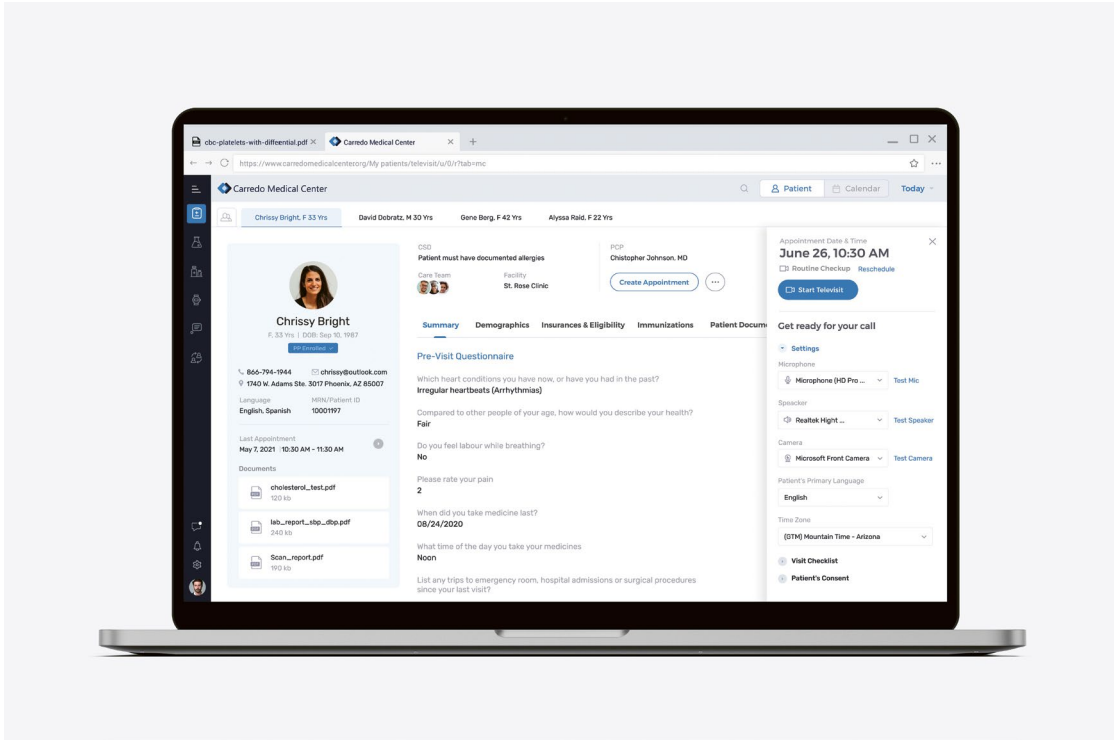 cbc-platelets-with-diffeential.pdf
Carredo Medical Center
https://www.carredomedicalcenter.org/My patients/televisit/u/0/r?tab=mc
Carredo Medical Center
Patient
Calendar
Today
Chrissy Bright, F 33 Yrs
David Dobratz, M 30 Yrs
Gene Berg, F 42 Yrs
Alyssa Raid, F 22 Yrs
Chrissy Bright
F, 33 Yrs | DOB: Sep 10, 1987
PP Enrolled
866-794-1944
chrissy@outlook.com
1740 W. Adams Ste. 3017 Phoenix, AZ 85007
Language
English, Spanish
MRN/Patient ID
10001197
Last Appointment
May 7, 2021 | 10:30 AM - 11:30 AM
Documents
cholesterol_test.pdf
120 kb
lab_report_sbp_dbp.pdf
240 kb
Scan_report.pdf
190 kb
CSD
Patient must have documented allergies
PCP
Chistopher Johnson, MD
Care Team
Facility
St. Rose Clinic
Create Appointment
Summary
Demographics
Insurances & Eligibility
Immunizations
Patient Docum
Pre-Visit Questionnaire
Which heart conditions you have now, or have you had in the past?
Irregular heartbeats (Arrhythmias)
Compared to other people of your age, how would you describe your health?
Fair
Do you feel labour while breathing?
No
Please rate your pain
2
When did you take medicine last?
08/24/2020
What time of the day you take your medicines
Noon
List any trips to emergency room, hospital admissions or surgical procedures
since your last visit?
Appointment Date & Time
June 26, 10:30 AM
Routine Checkup
Reschedule
Start Televisit
Get ready for your call
Settings
Microphone
Microphone (HD Pro ...
Test Mic
Speacker
Realtek Hight ...
Test Speaker
Camera
Microsoft Front Camera
Test Camera
Patient's Primary Language
English
Time Zone
(GTM) Mountain Time - Arizona
Visit Checklist
Patient's Consent